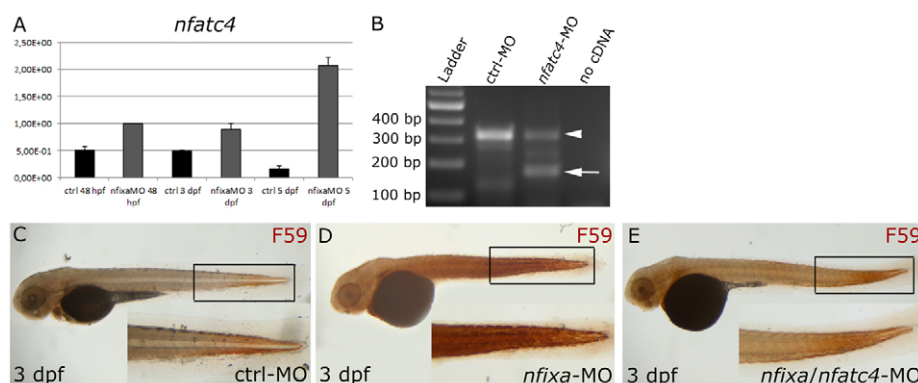 A
nfatc4
2,50E+00
2,00E+00
1,50E+00
1,00E+00
5,00E-01
0,00E+00
ctrl 48 hpf
nfixaMO 48 hpf
ctrl 3 dpf
nfixaMO 3 dpf
ctrl 5 dpf
nfixaMO 5 dpf
B
Ladder
ctrl-MO
nfatc4-MO
no cDNA
400 bp
300 bp
200 bp
100 bp
C
F59
3 dpf
ctrl-MO
D
F59
3 dpf
nfixa-MO
E
F59
3 dpf
nfixa/nfatc4-MO